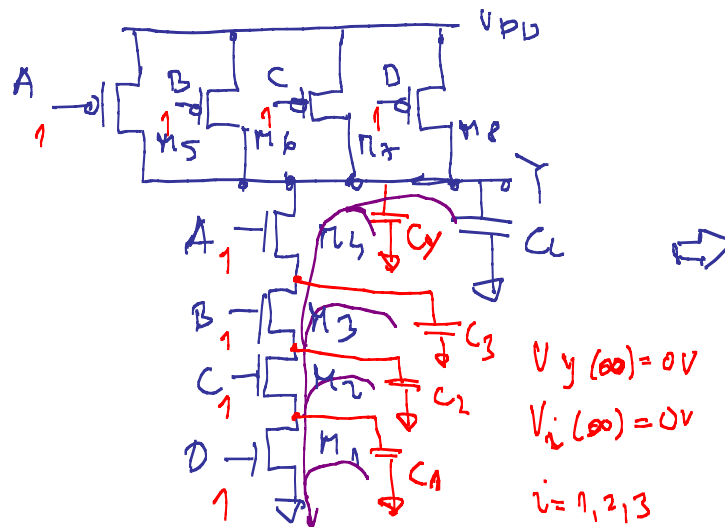 VDD
A B C D
1 1 1 1
M5 M6 M7 M8
Y
A 1 M4 Cy CL
B 1 M3 C3
C 1 M2 C2
D 1 M1 C1
Vy(∞)=0V
Vi(∞)=0V
i=1,2,3